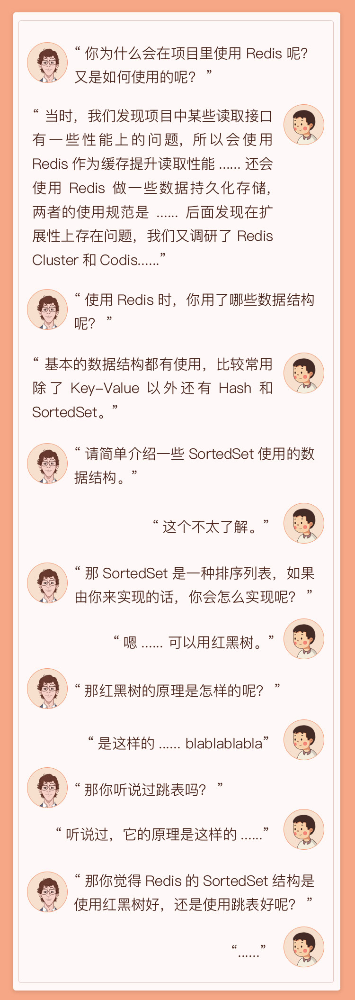 “ 你为什么会在项目里使用 Redis 呢？
又是如何使用的呢？ ”
“ 当时，我们发现项目中某些读取接口
有一些性能上的问题，所以会使用
Redis 作为缓存提升读取性能 ...... 还会
使用 Redis 做一些数据持久化存储，
两者的使用规范是 ...... 后面发现在扩
展性上存在问题，我们又调研了 Redis
Cluster 和 Codis......”
“ 使用 Redis 时，你用了哪些数据结构
呢？ ”
“ 基本的数据结构都有使用，比较常用
除了 Key–Value 以外还有 Hash 和
SortedSet。”
“ 请简单介绍一些 SortedSet 使用的数
据结构。”
“ 这个不太了解。”
“ 那 SortedSet 是一种排序列表，如果
由你来实现的话，你会怎么实现呢？ ”
“ 嗯 ...... 可以用红黑树。”
“ 那红黑树的原理是怎样的呢？ ”
“ 是这样的 ...... blablablabla”
“ 那你听说过跳表吗？ ”
“ 听说过，它的原理是这样的 ......”
“ 那你觉得 Redis 的 SortedSet 结构是
使用红黑树好，还是使用跳表好呢？ ”
“......”